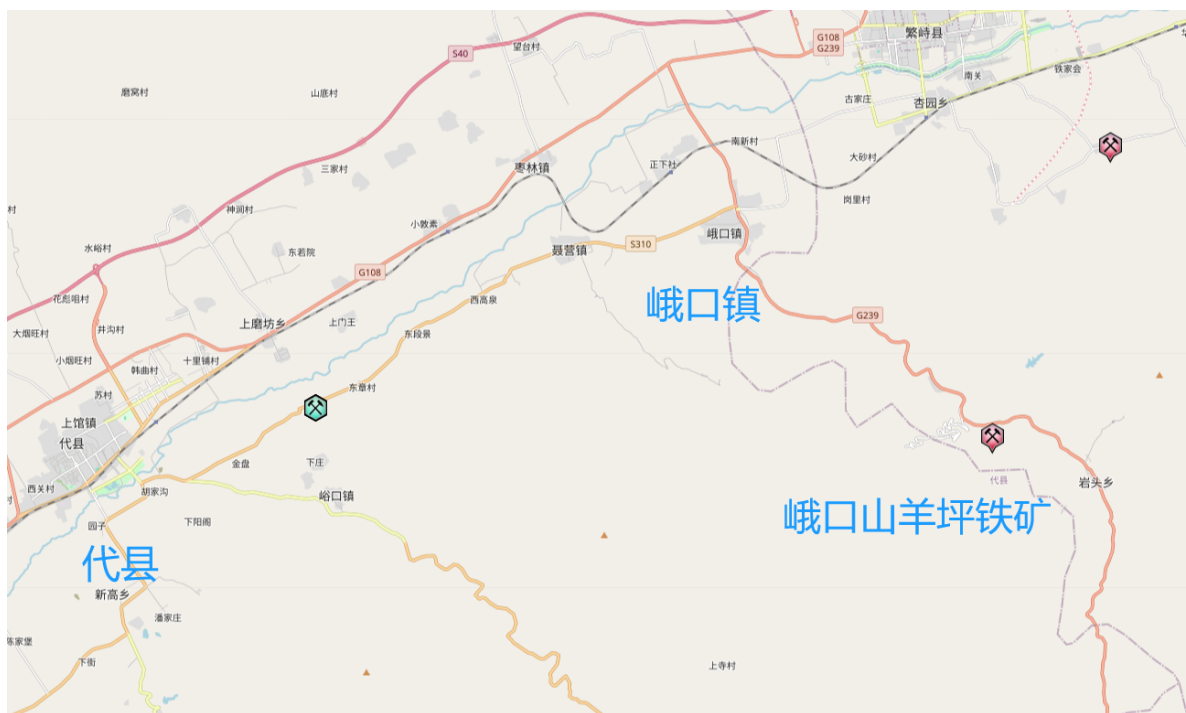 G108
G239
繁峙县
望台村
S40
南关
铁家会
磨窝村
山底村
古家庄
杏园乡
南新村
大砂村
正下社
枣林镇
三家村
岗里村
神涧村
小敦素
峨口镇
水峪村
东若院
聂营镇
S310
G108
花彪咀村
西高泉
峨口镇
G239
大烟旺村
井沟村
上磨坊乡
上门王
东段景
小烟旺村
韩曲村
十里铺村
苏村
东章村
上馆镇
代县
金盘
下庄
西关村
胡家沟
峪口镇
代县
岩头乡
园子
下阳阁
峨口山羊坪铁矿
代县
新高乡
潘家庄
陈家堡
下街
上寺村